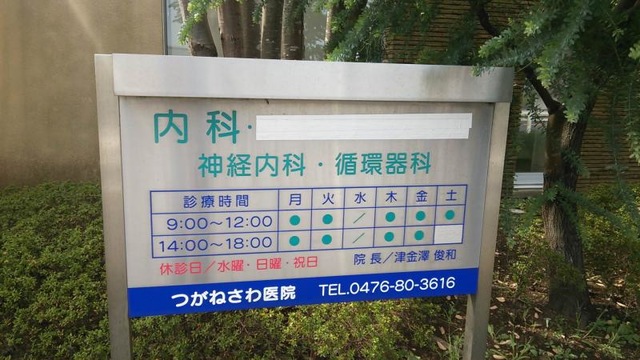 内科・
神経内科・循環器科
診療時間 月 火 水 木 金 土
9:00～12:00 ● ● ／ ● ● ●
14:00～18:00 ● ● ／ ● ●
休診日／水曜・日曜・祝日 院長／津金澤 俊和
つがねさわ医院 TEL.0476-80-3616